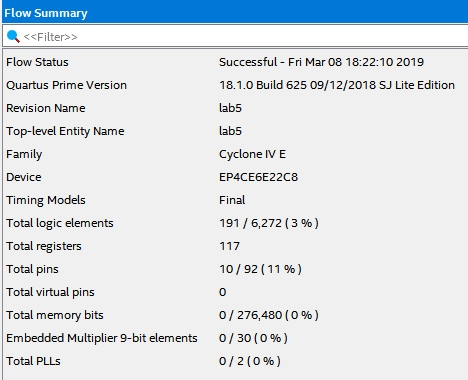 Flow Summary
<<Filter>>
Flow Status Successful - Fri Mar 08 18:22:10 2019
Quartus Prime Version 18.1.0 Build 625 09/12/2018 SJ Lite Edition
Revision Name lab5
Top-level Entity Name lab5
Family Cyclone IV E
Device EP4CE6E22C8
Timing Models Final
Total logic elements 191 / 6,272 ( 3 % )
Total registers 117
Total pins 10 / 92 ( 11 % )
Total virtual pins 0
Total memory bits 0 / 276,480 ( 0 % )
Embedded Multiplier 9-bit elements 0 / 30 ( 0 % )
Total PLLs 0 / 2 ( 0 % )